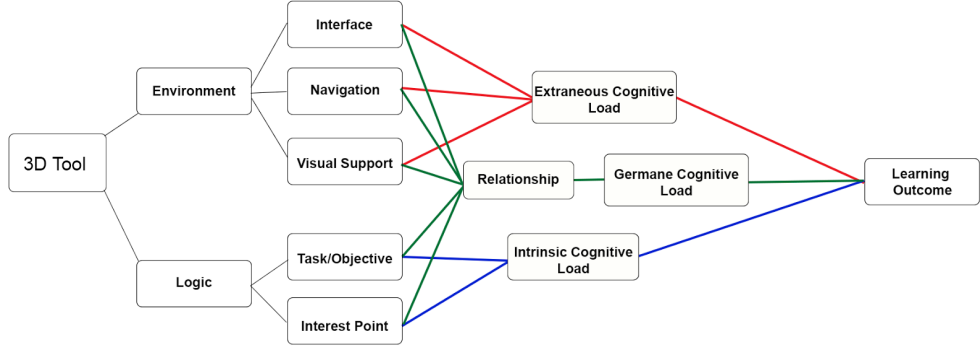 Interface
Environment
Navigation
Extraneous Cognitive
Load
3D Tool
Visual Support
Relationship
Germane Cognitive
Load
Learning
Outcome
Task/Objective
Intrinsic Cognitive
Load
Logic
Interest Point